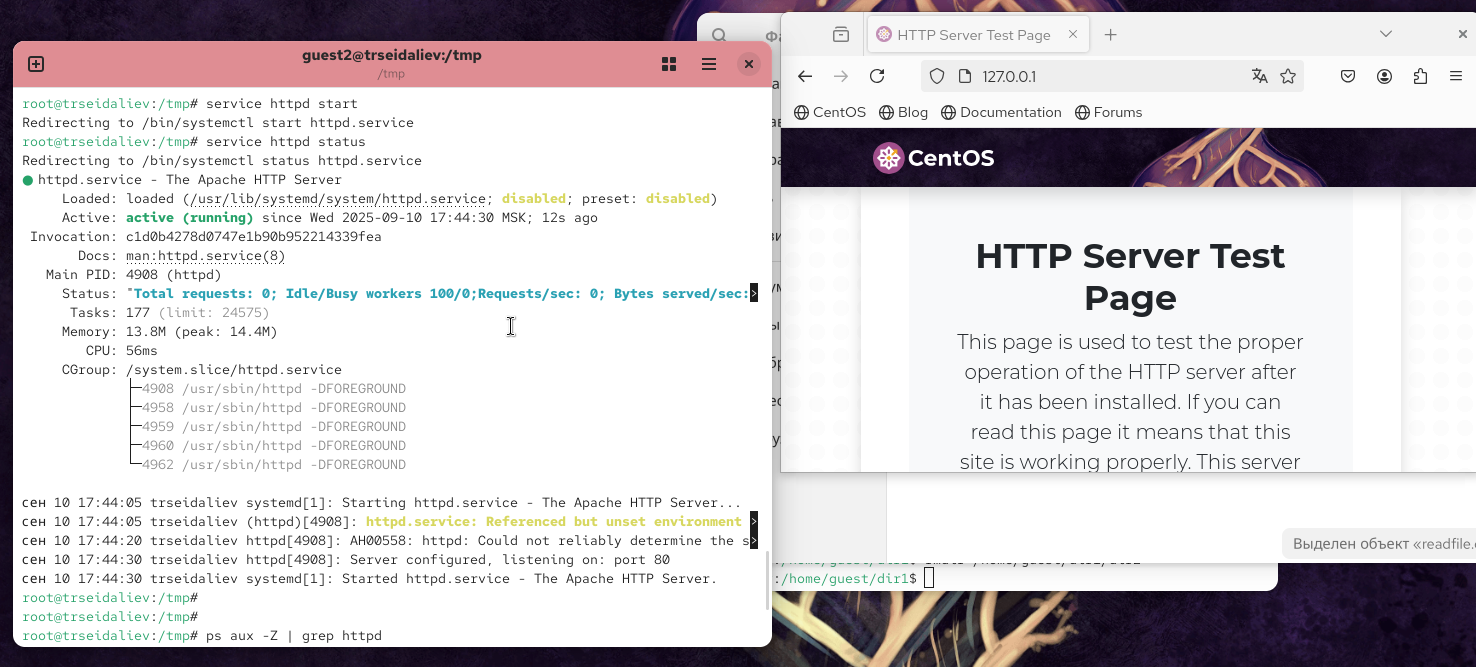 guest2@trseidaliev:/tmp
/tmp
root@trseidaliev:/tmp# service httpd start
Redirecting to /bin/systemctl start httpd.service
root@trseidaliev:/tmp# service httpd status
Redirecting to /bin/systemctl status httpd.service
● httpd.service - The Apache HTTP Server
Loaded: loaded (/usr/lib/systemd/system/httpd.service; disabled; preset: disabled)
Active: active (running) since Wed 2025-09-10 17:44:30 MSK; 12s ago
Invocation: c1d0b4278d0747e1b90b952214339fea
Docs: man:httpd.service(8)
Main PID: 4908 (httpd)
Status: "Total requests: 0; Idle/Busy workers 100/0;Requests/sec: 0; Bytes served/sec:>
Tasks: 177 (limit: 24575)
Memory: 13.8M (peak: 14.4M)
CPU: 56ms
CGroup: /system.slice/httpd.service
├─4908 /usr/sbin/httpd -DFOREGROUND
├─4958 /usr/sbin/httpd -DFOREGROUND
├─4959 /usr/sbin/httpd -DFOREGROUND
├─4960 /usr/sbin/httpd -DFOREGROUND
└─4962 /usr/sbin/httpd -DFOREGROUND
сен 10 17:44:05 trseidaliev systemd[1]: Starting httpd.service - The Apache HTTP Server...
сен 10 17:44:05 trseidaliev (httpd)[4908]: httpd.service: Referenced but unset environment >
сен 10 17:44:20 trseidaliev httpd[4908]: AH00558: httpd: Could not reliably determine the s>
сен 10 17:44:30 trseidaliev httpd[4908]: Server configured, listening on: port 80
сен 10 17:44:30 trseidaliev systemd[1]: Started httpd.service - The Apache HTTP Server.
root@trseidaliev:/tmp#
root@trseidaliev:/tmp#
root@trseidaliev:/tmp# ps aux -Z | grep httpd
HTTP Server Test Page
127.0.0.1
CentOS Blog Documentation Forums
CentOS
HTTP Server Test
Page
This page is used to test the proper
operation of the HTTP server after
it has been installed. If you can
read this page it means that this
site is working properly. This server
Выделен объект «readfile.
:/home/guest/dir1$